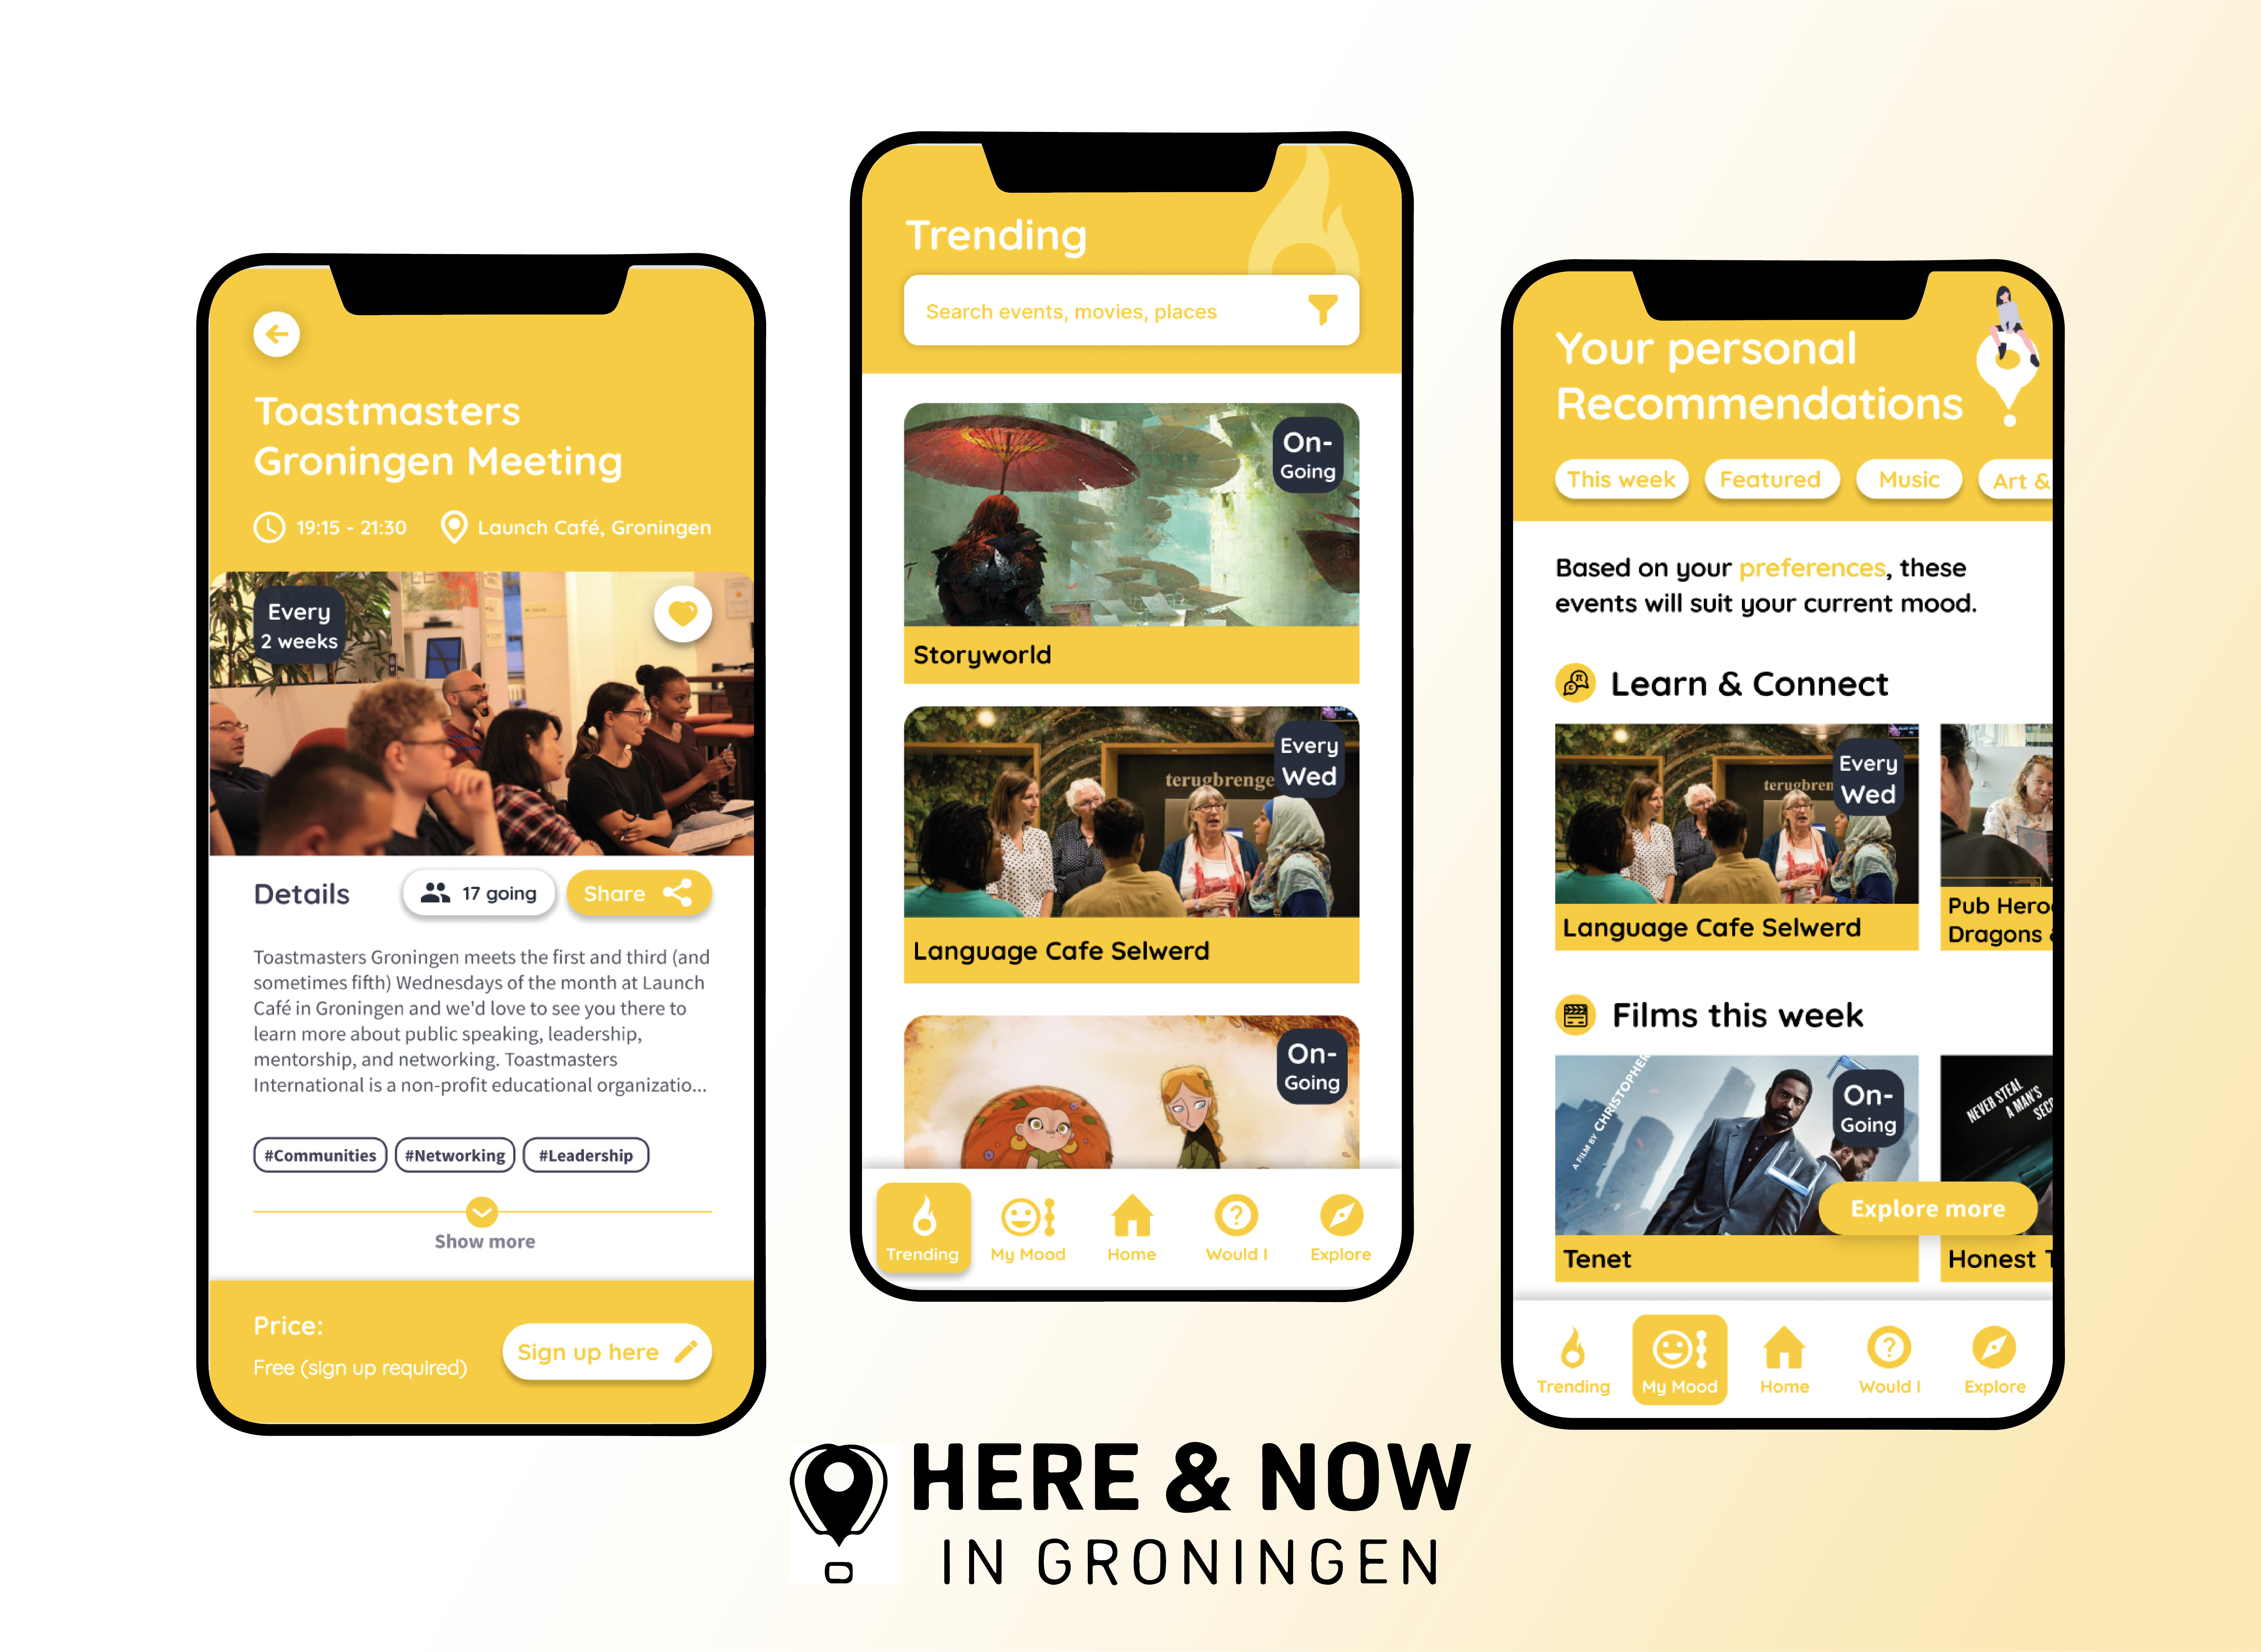 Toastmasters
Groningen Meeting
19:15 - 21:30
Launch Café, Groningen
Every
2 weeks
Details
17 going
Share
Toastmasters Groningen meets the first and third (and
sometimes fifth) Wednesdays of the month at Launch
Café in Groningen and we'd love to see you there to
learn more about public speaking, leadership,
mentorship, and networking. Toastmasters
International is a non-profit educational organizatio...
#Communities
#Networking
#Leadership
Show more
Price:
Free (sign up required)
Sign up here
Trending
Search events, movies, places
On-
Going
Storyworld
terugbrenge
Every
Wed
Language Cafe Selwerd
On-
Going
Trending
My Mood
Home
Would I
Explore
Your personal
Recommendations
This week
Featured
Music
Art &
Based on your preferences, these
events will suit your current mood.
Learn & Connect
terugbren
Every
Wed
Language Cafe Selwerd
Pub Hero
Dragons
Films this week
A FILM BY CHRISTOPHER
On-
Going
NEVER STEAL
A MAN'S
SEC
Explore more
Tenet
Honest T
Trending
My Mood
Home
Would I
Explore
HERE & NOW
IN GRONINGEN